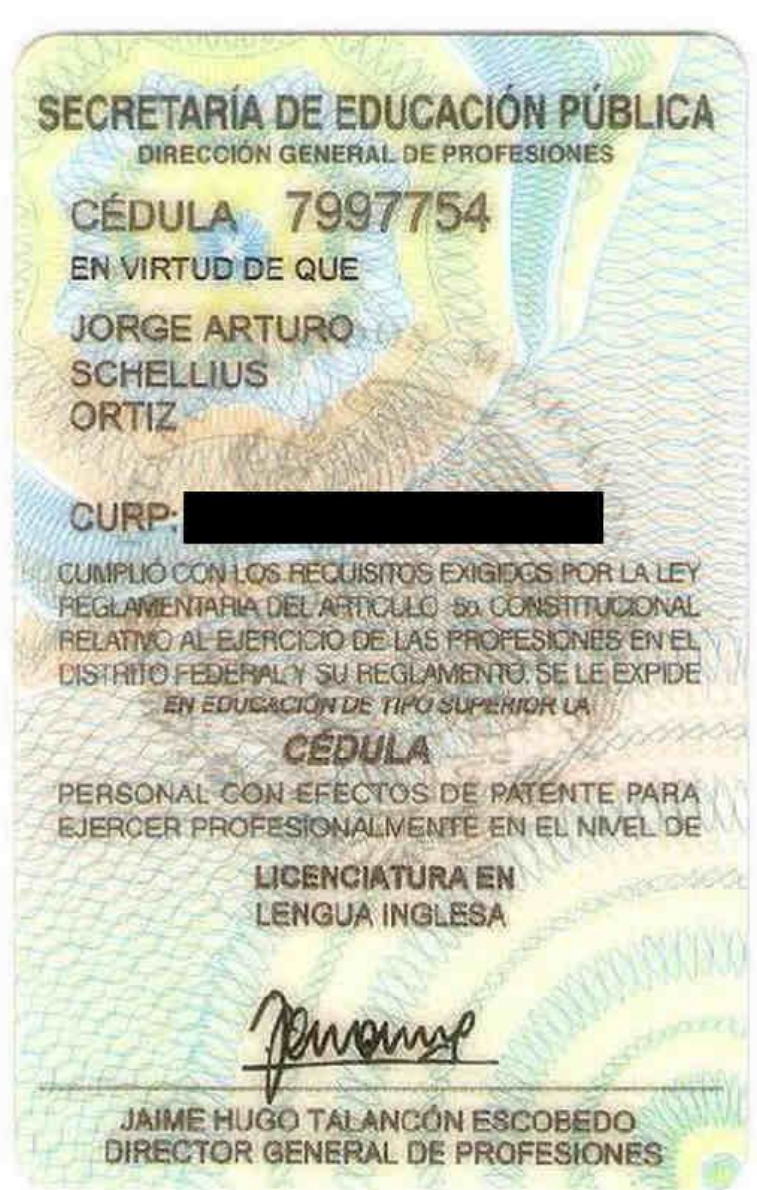 SECRETARÍA DE EDUCACIÓN PÚBLICA
DIRECCIÓN GENERAL DE PROFESIONES
CÉDULA 7997754
EN VIRTUD DE QUE
JORGE ARTURO
SCHELLIUS
ORTIZ
CURP:
CUMPLIÓ CON LOS REQUISITOS EXIGIDOS POR LA LEY
REGLAMENTARIA DEL ARTICULO 5o. CONSTITUCIONAL
RELATIVO AL EJERCICIO DE LAS PROFESIONES EN EL
DISTRITO FEDERAL Y SU REGLAMENTO. SE LE EXPIDE
EN EDUCACIÓN DE TIPO SUPERIOR LA
CÉDULA
PERSONAL CON EFECTOS DE PATENTE PARA
EJERCER PROFESIONALMENTE EN EL NIVEL DE
LICENCIATURA EN
LENGUA INGLESA
JAIME HUGO TALANCÓN ESCOBEDO
DIRECTOR GENERAL DE PROFESIONES